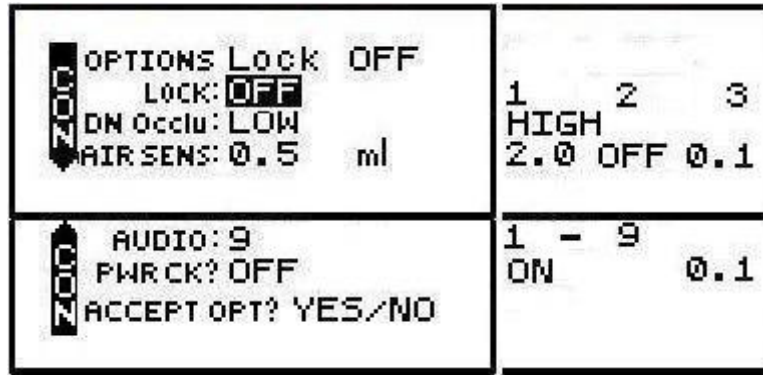 OPTIONS Lock OFF
LOCK: OFF 1 2 3
DN Occlu: LOW HIGH
AIR SENS: 0.5 ml 2.0 OFF 0.1
CON
AUDIO: 9 1 - 9
PWR CK? OFF ON 0.1
ACCEPT OPT? YES/NO
CON